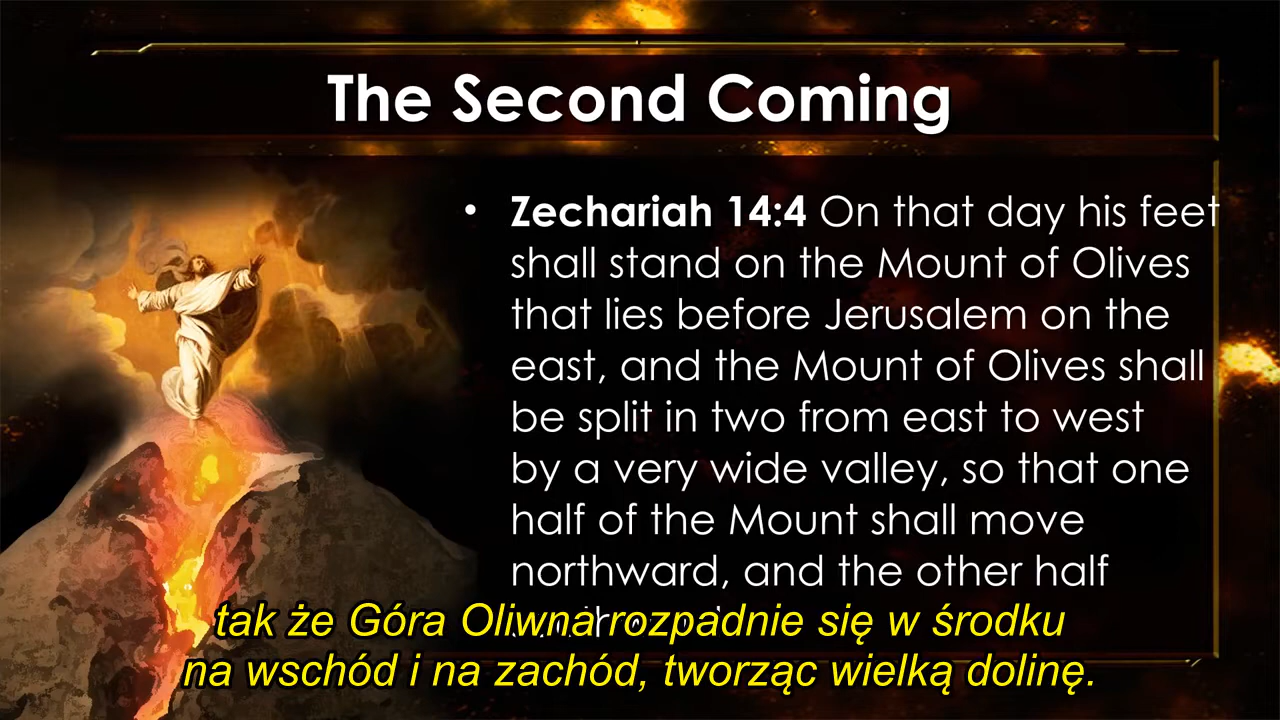 The Second Coming
• Zechariah 14:4 On that day his feet
shall stand on the Mount of Olives
that lies before Jerusalem on the
east, and the Mount of Olives shall
be split in two from east to west
by a very wide valley, so that one
half of the Mount shall move
northward, and the other half
tak że Góra Oliwna rozpadnie się w środku
na wschód i na zachód, tworząc wielką dolinę.